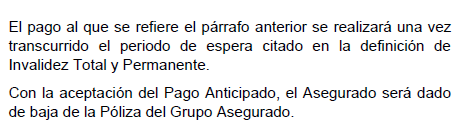 El pago al que se refiere el párrafo anterior se realizará una vez
transcurrido el periodo de espera citado en la definición de
Invalidez Total y Permanente.
Con la aceptación del Pago Anticipado, el Asegurado será dado
de baja de la Póliza del Grupo Asegurado.